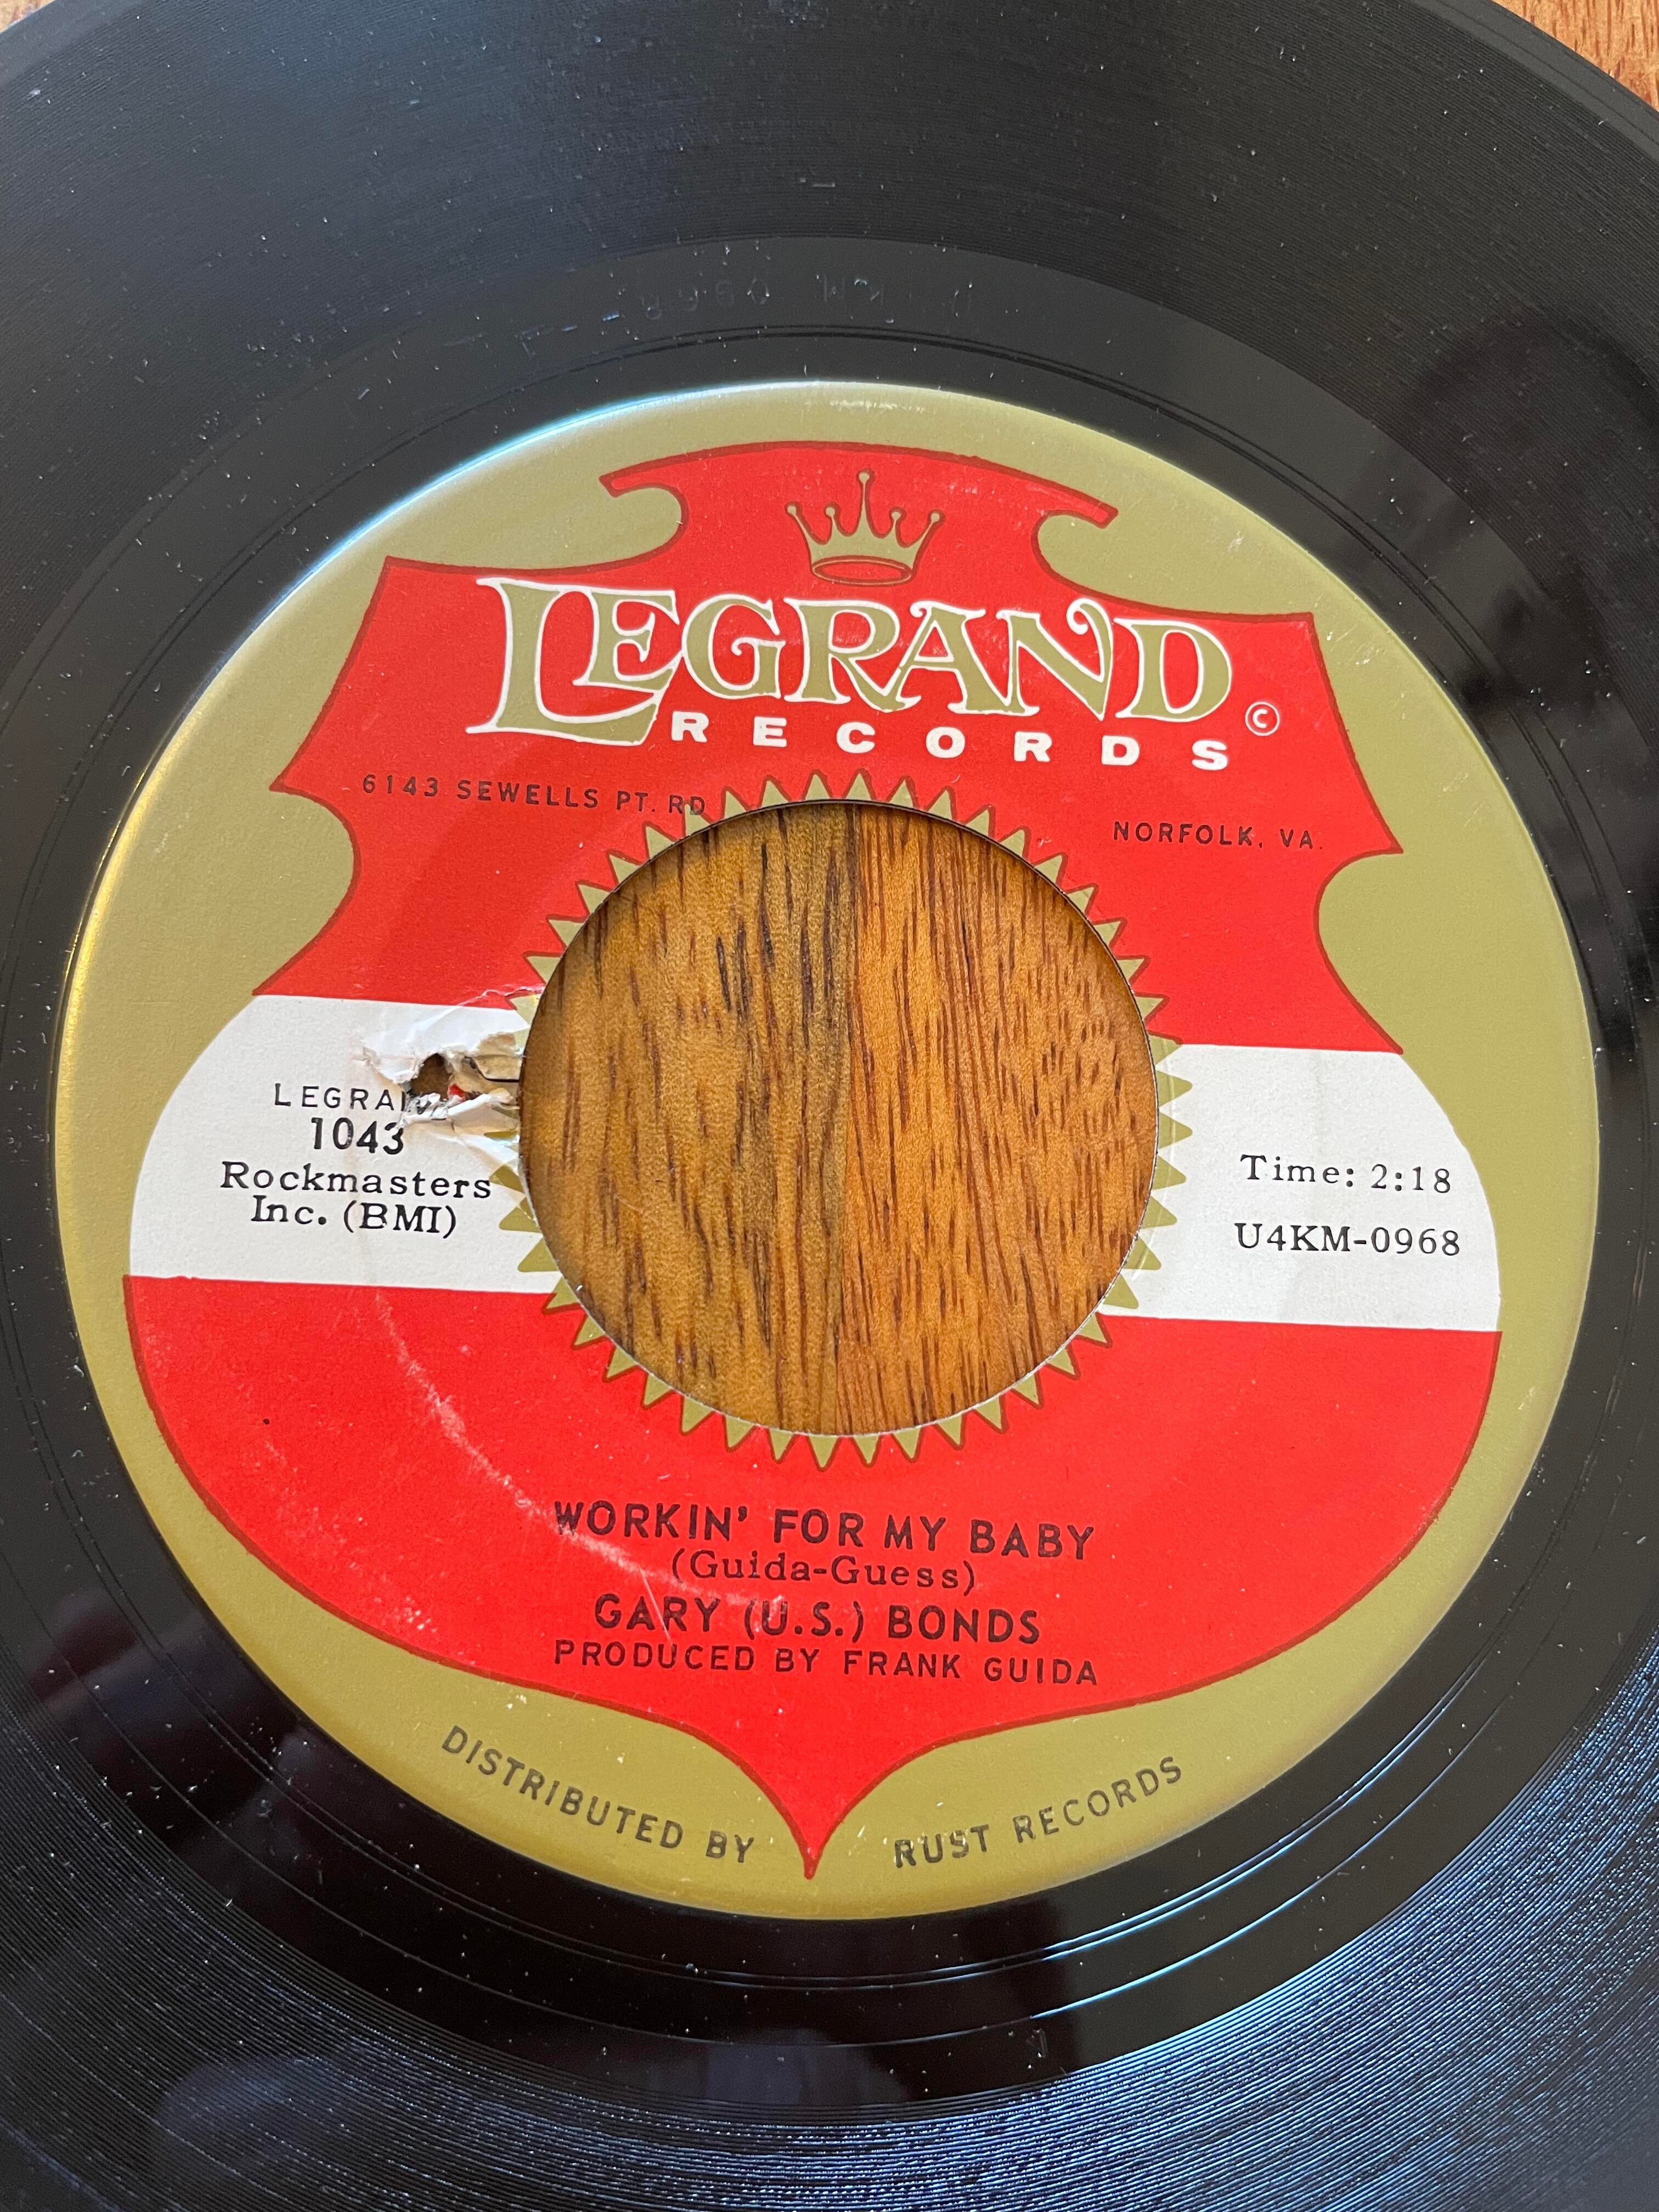 LEGRAND
©
RECORDS
6143 SEWELLS PT. RD
NORFOLK, VA.
LEGRAND
1043
Rockmasters
Inc. (BMI)
Time: 2:18
U4KM-0968
WORKIN' FOR MY BABY
(Guida-Guess)
GARY (U.S.) BONDS
PRODUCED BY FRANK GUIDA
DISTRIBUTED BY RUST RECORDS